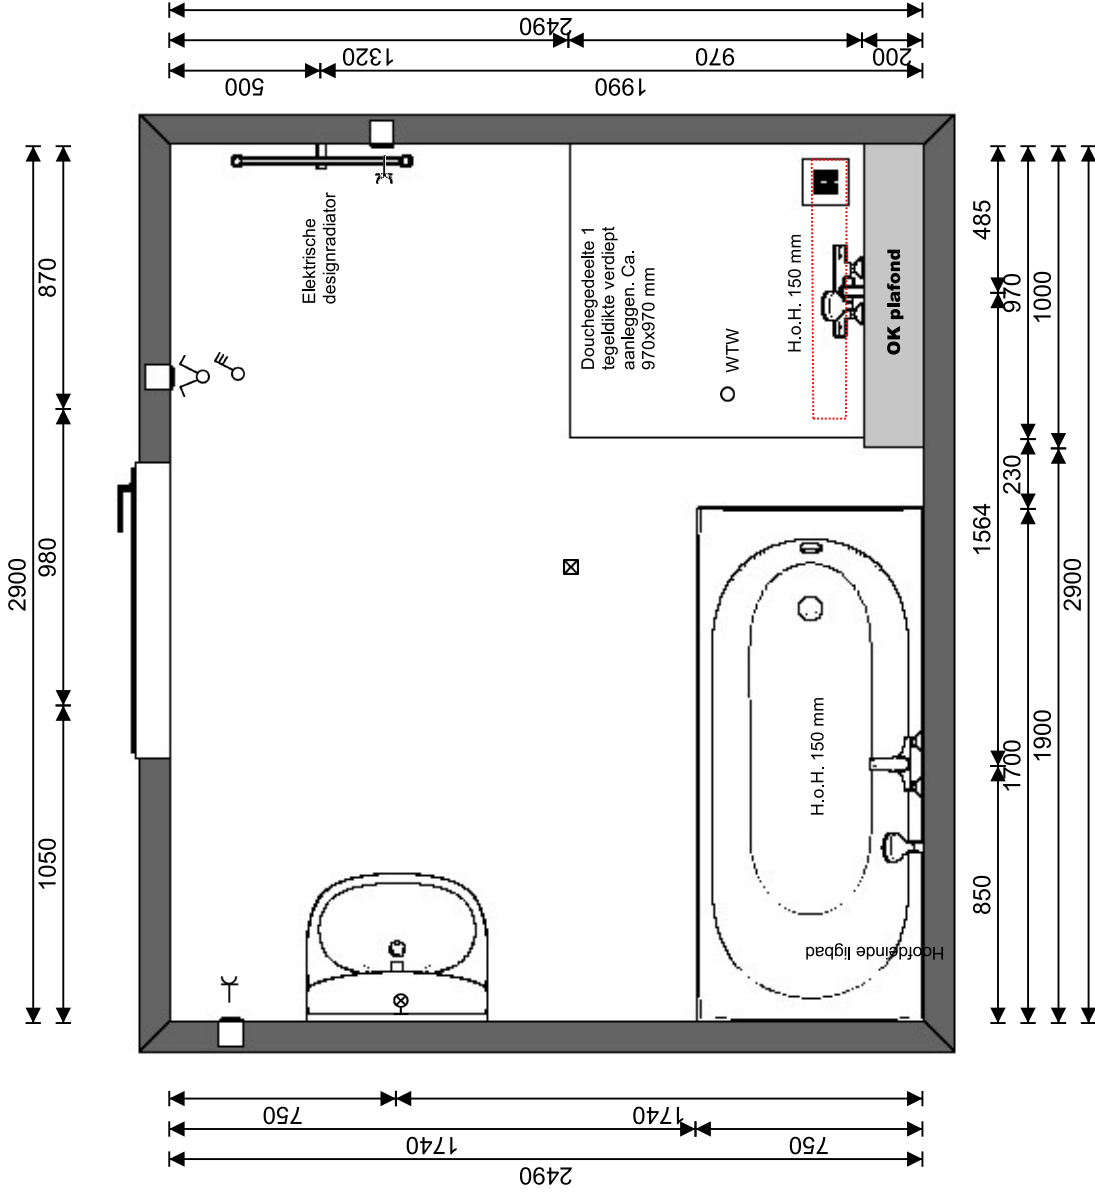 2490
1320
970
200
500
1990
Elektrische
designradiator
Douchegedeelte 1
tegeldikte verdiept
aanleggen. Ca.
970x970 mm
WTW
H.o.H. 150 mm
OK plafond
H.o.H. 150 mm
Hoofdeinde ligbad
2900
870
980
1050
485
1564
850
970
230
1700
1000
1900
2900
750
1740
1740
750
2490